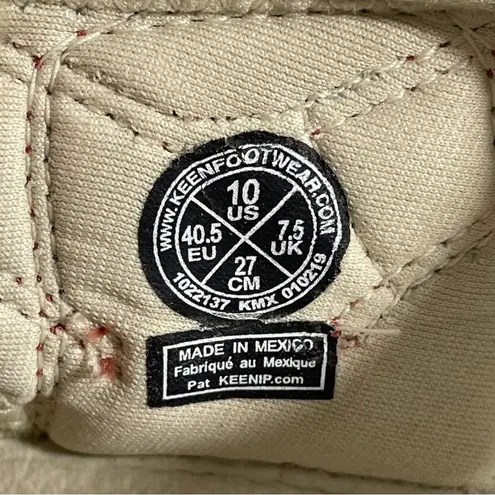 WWW.KEENFOOTWEAR.COM
10
US
40.5
EU
7.5
UK
27
CM
1022137 KMX 010219
MADE IN MEXICO
Fabriqué au Mexique
Pat KEENIP.com